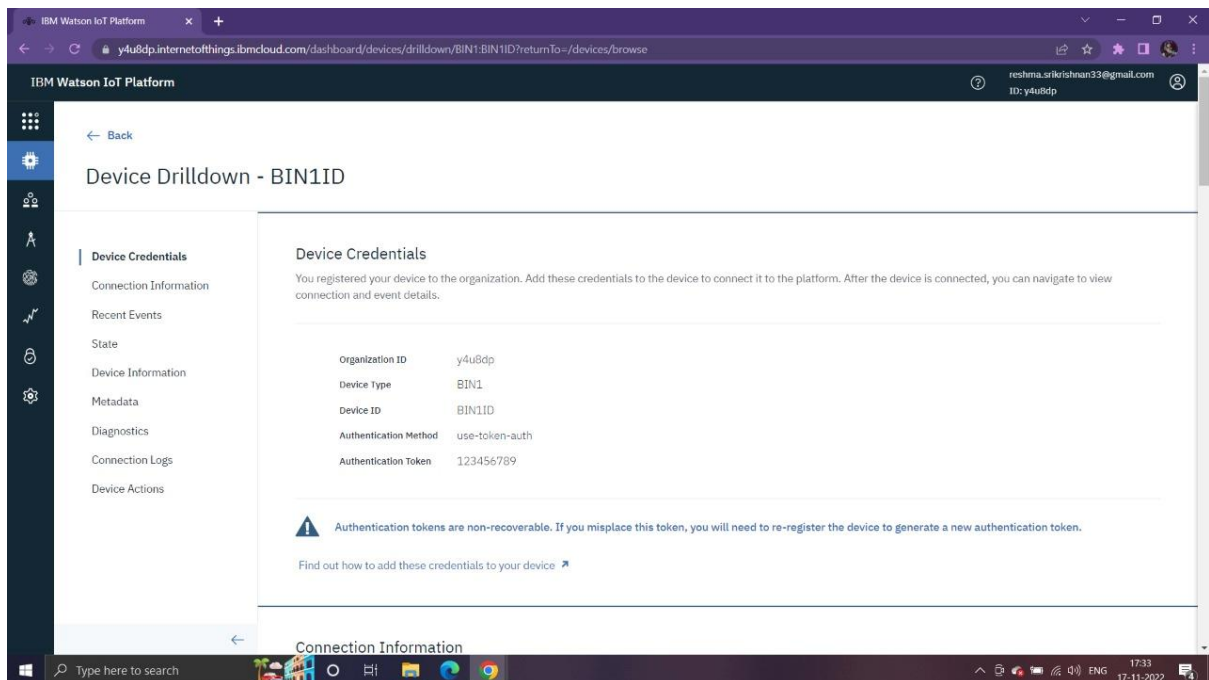 IBM Watson IoT Platform
y4u8dp.internetofthings.ibmcloud.com/dashboard/devices/drilldown/BIN1:BIN1ID?returnTo=/devices/browse
IBM Watson IoT Platform
reshma.srikrishnan33@gmail.com
ID: y4u8dp
Back
Device Drilldown - BIN1ID
Device Credentials
Connection Information
Recent Events
State
Device Information
Metadata
Diagnostics
Connection Logs
Device Actions
Device Credentials
You registered your device to the organization. Add these credentials to the device to connect it to the platform. After the device is connected, you can navigate to view
connection and event details.
Organization ID y4u8dp
Device Type BIN1
Device ID BIN1ID
Authentication Method use-token-auth
Authentication Token 123456789
Authentication tokens are non-recoverable. If you misplace this token, you will need to re-register the device to generate a new authentication token.
Find out how to add these credentials to your device
Connection Information
Type here to search
ENG
17:33
17-11-2022
4